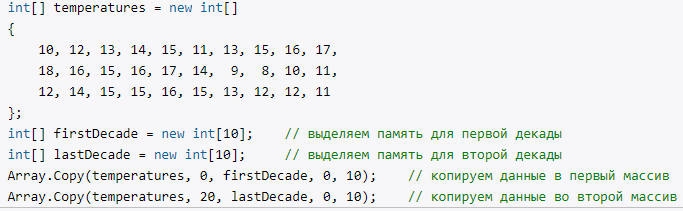 int[] temperatures = new int[]
{
    10, 12, 13, 14, 15, 11, 13, 15, 16, 17,
    18, 16, 15, 16, 17, 14,  9,  8, 10, 11,
    12, 14, 15, 15, 16, 15, 13, 12, 12, 11
};
int[] firstDecade = new int[10];    // выделяем память для первой декады
int[] lastDecade = new int[10];     // выделяем память для второй декады
Array.Copy(temperatures, 0, firstDecade, 0, 10);    // копируем данные в первый массив
Array.Copy(temperatures, 20, lastDecade, 0, 10);    // копируем данные во второй массив